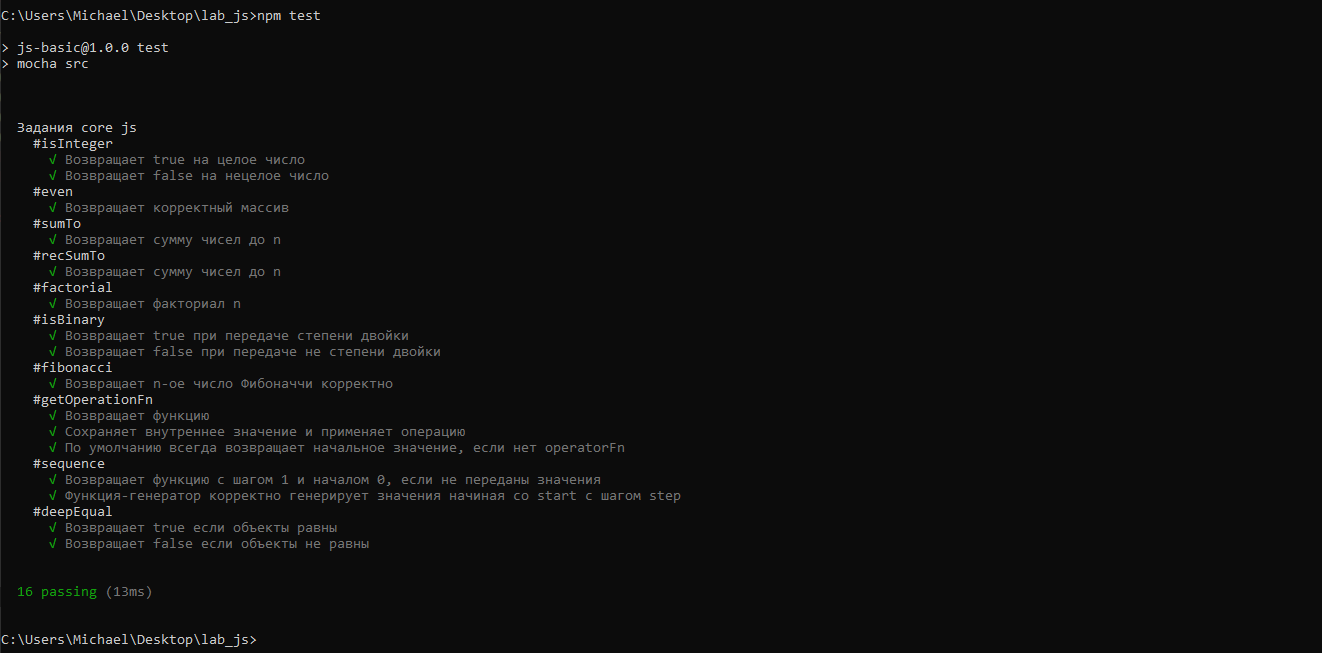 C:\Users\Michael\Desktop\lab_js>npm test
> js-basic@1.0.0 test
> mocha src
Задания core js
#isInteger
√ Возвращает true на целое число
√ Возвращает false на нецелое число
#even
√ Возвращает корректный массив
#sumTo
√ Возвращает сумму чисел до n
#recSumTo
√ Возвращает сумму чисел до n
#factorial
√ Возвращает факториал n
#isBinary
√ Возвращает true при передаче степени двойки
√ Возвращает false при передаче не степени двойки
#fibonacci
√ Возвращает n-ое число Фибоначчи корректно
#getOperationFn
√ Возвращает функцию
√ Сохраняет внутреннее значение и применяет операцию
√ По умолчанию всегда возвращает начальное значение, если нет operatorFn
#sequence
√ Возвращает функцию с шагом 1 и началом 0, если не переданы значения
√ Функция-генератор корректно генерирует значения начиная со start с шагом step
#deepEqual
√ Возвращает true если объекты равны
√ Возвращает false если объекты не равны
16 passing (13ms)
C:\Users\Michael\Desktop\lab_js>